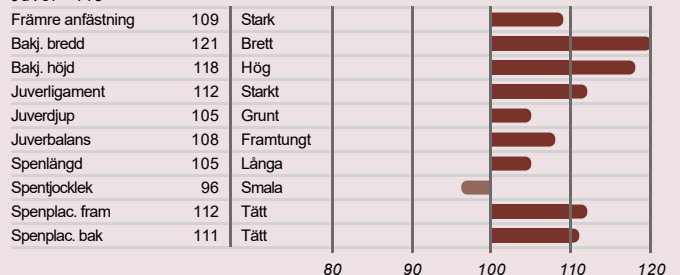 Främre anfästning 109 Stark
Bakj. bredd 121 Brett
Bakj. höjd 118 Hög
Juverligament 112 Starkt
Juverdjup 105 Grunt
Juverbalans 108 Framtungt
Spenlängd 105 Långa
Spentjocklek 96 Smala
Spenplac. fram 112 Tätt
Spenplac. bak 111 Tätt
80 90 100 110 120